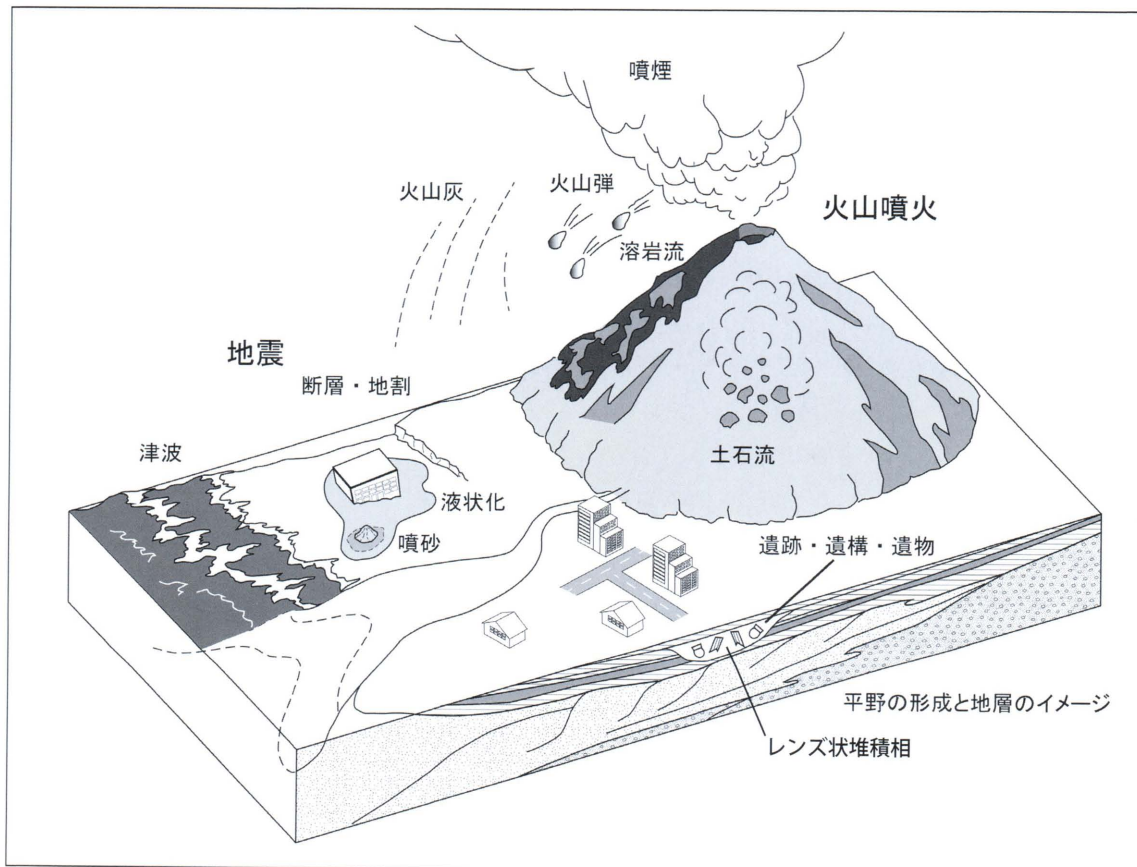 噴煙
火山灰
火山弾
火山噴火
溶岩流
地震
断層・地割
津波
土石流
液状化
噴砂
遺跡・遺構・遺物
平野の形成と地層のイメージ
レンズ状堆積相